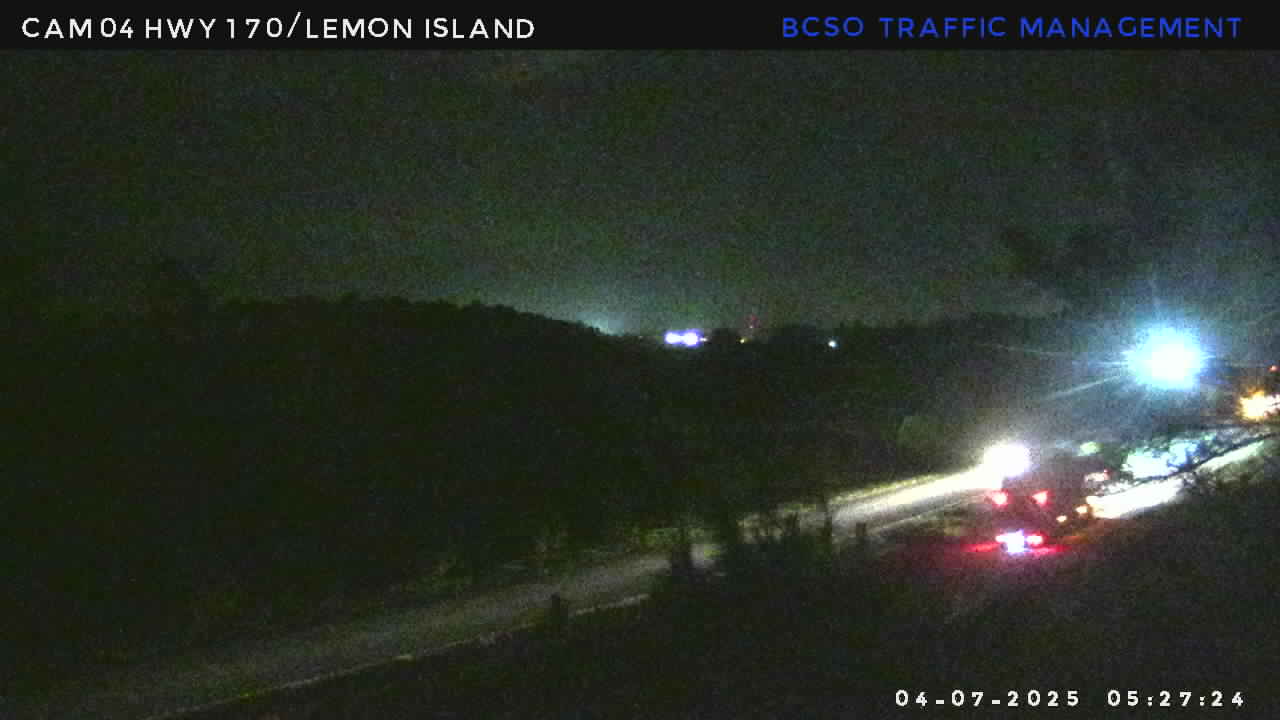 CAM04 HWY 170/LEMON ISLAND
BCSO TRAFFIC MANAGEMENT
04-07-2025 05:27:24